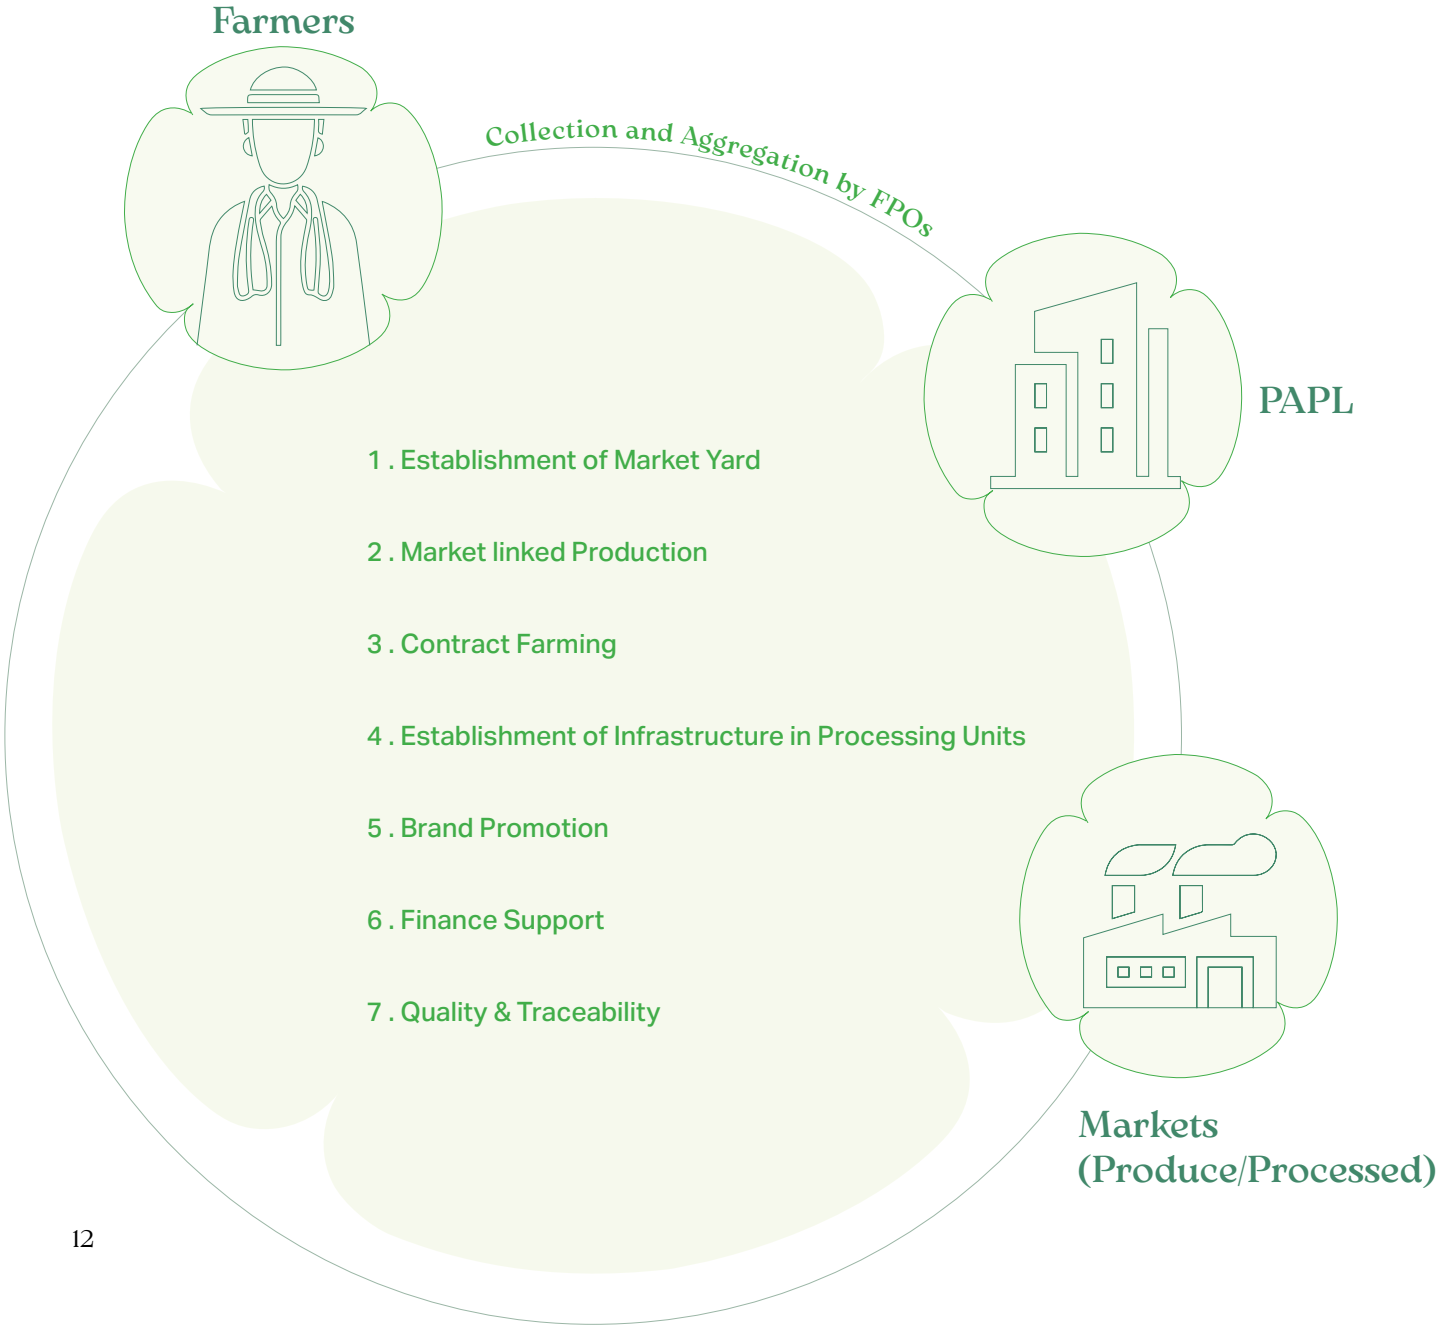 Farmers
Collection and Aggregation by FPOs
PAPL
1 . Establishment of Market Yard
2 . Market linked Production
3 . Contract Farming
4 . Establishment of Infrastructure in Processing Units
5 . Brand Promotion
6 . Finance Support
7 . Quality & Traceability
Markets
(Produce/Processed)
12